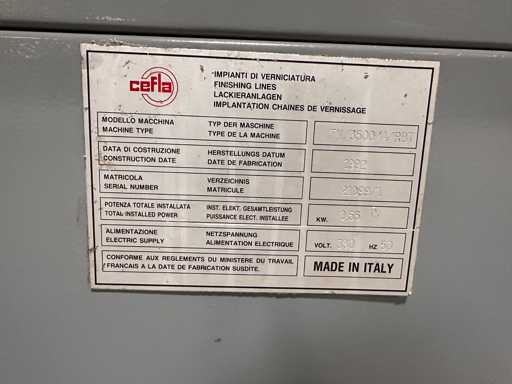 cefla
IMPIANTI DI VERNICIATURA
FINISHING LINES
LACKIERANLAGEN
IMPLANTATION CHAINES DE VERNISSAGE
MODELLO MACCHINA TYP DER MASCHINE
MACHINE TYPE TYPE DE LA MACHINE
DATA DI COSTRUZIONE HERSTELLUNGS DATUM
CONSTRUCTION DATE DATE DE FABRICATION
MATRICOLA VERZEICHNIS
SERIAL NUMBER MATRICULE
POTENZA TOTALE INSTALLATA INST. ELEKT. GESAMTLEISTUNG
TOTAL INSTALLED POWER PUISSANCE ELECT. INSTALLEE KW. 0,55
ALIMENTAZIONE NETZSPANNUNG
ELECTRIC SUPPLY ALIMENTATION ELECTRIQUE VOLT. HZ 50
CONFORME AUX REGLEMENTS DU MINISTERE DU TRAVAIL
FRANCAIS A LA DATE DE FABRICATION SUSDITE.
MADE IN ITALY